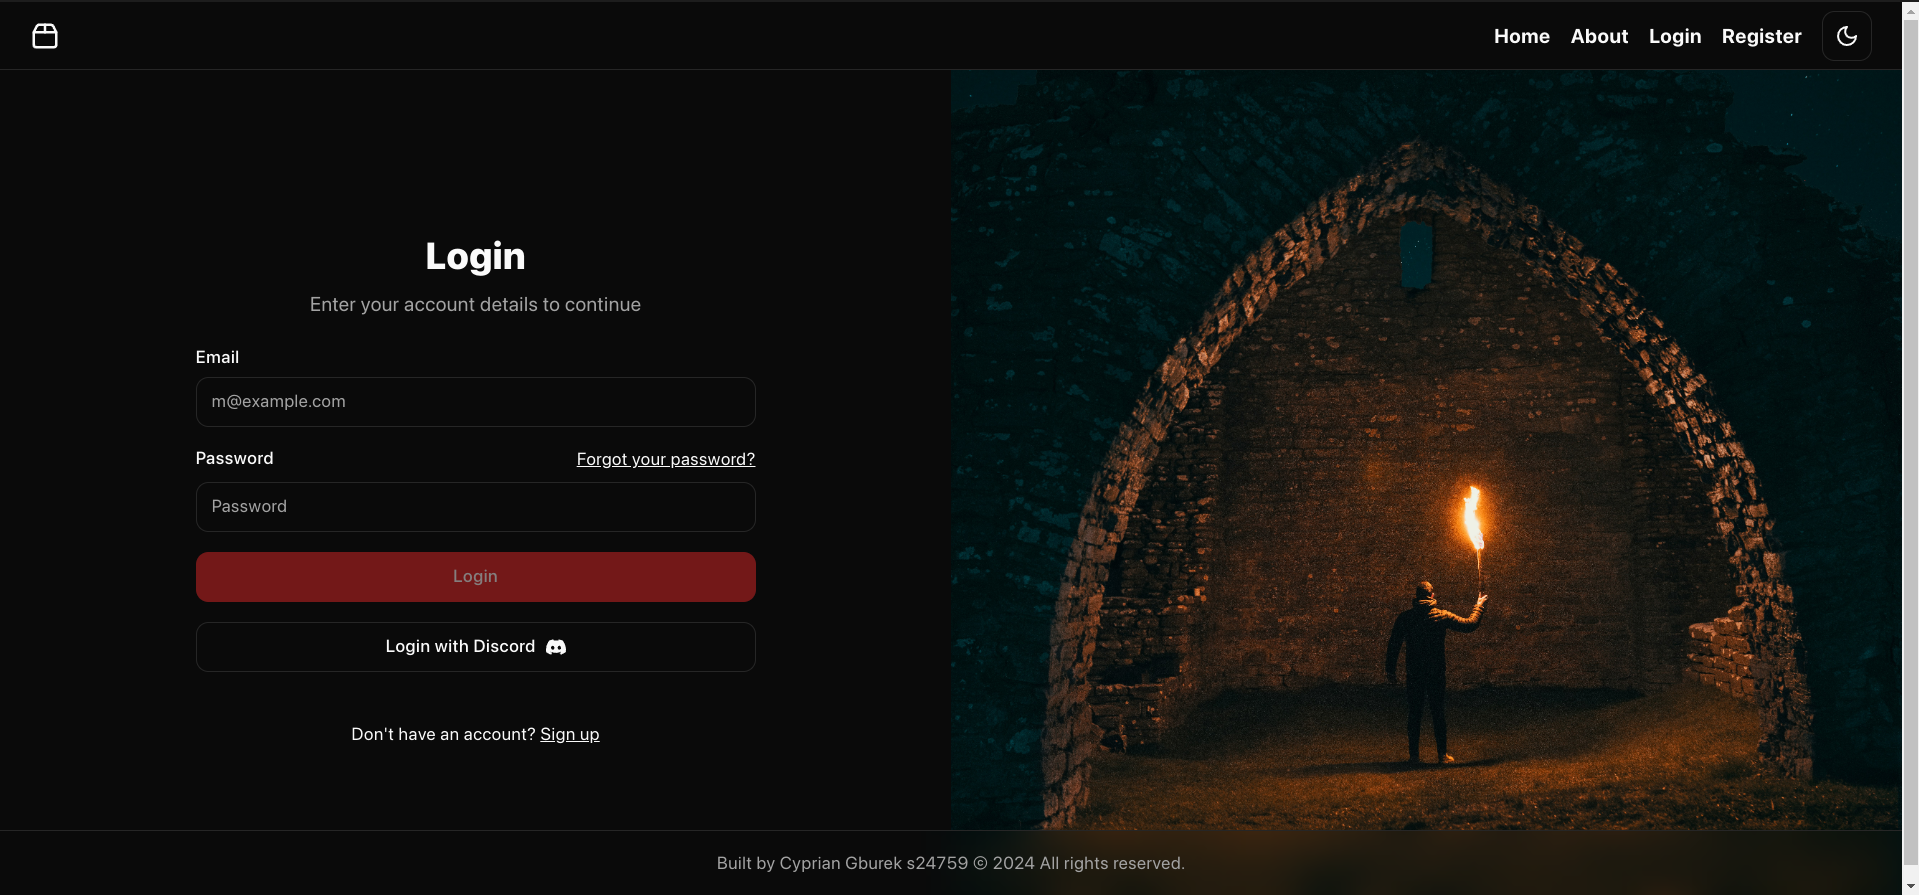 Home About Login Register
Login
Enter your account details to continue
Email
m@example.com
Password Forgot your password?
Password
Login
Login with Discord
Don't have an account? Sign up
Built by Cyprian Gburek s24759 © 2024 All rights reserved.